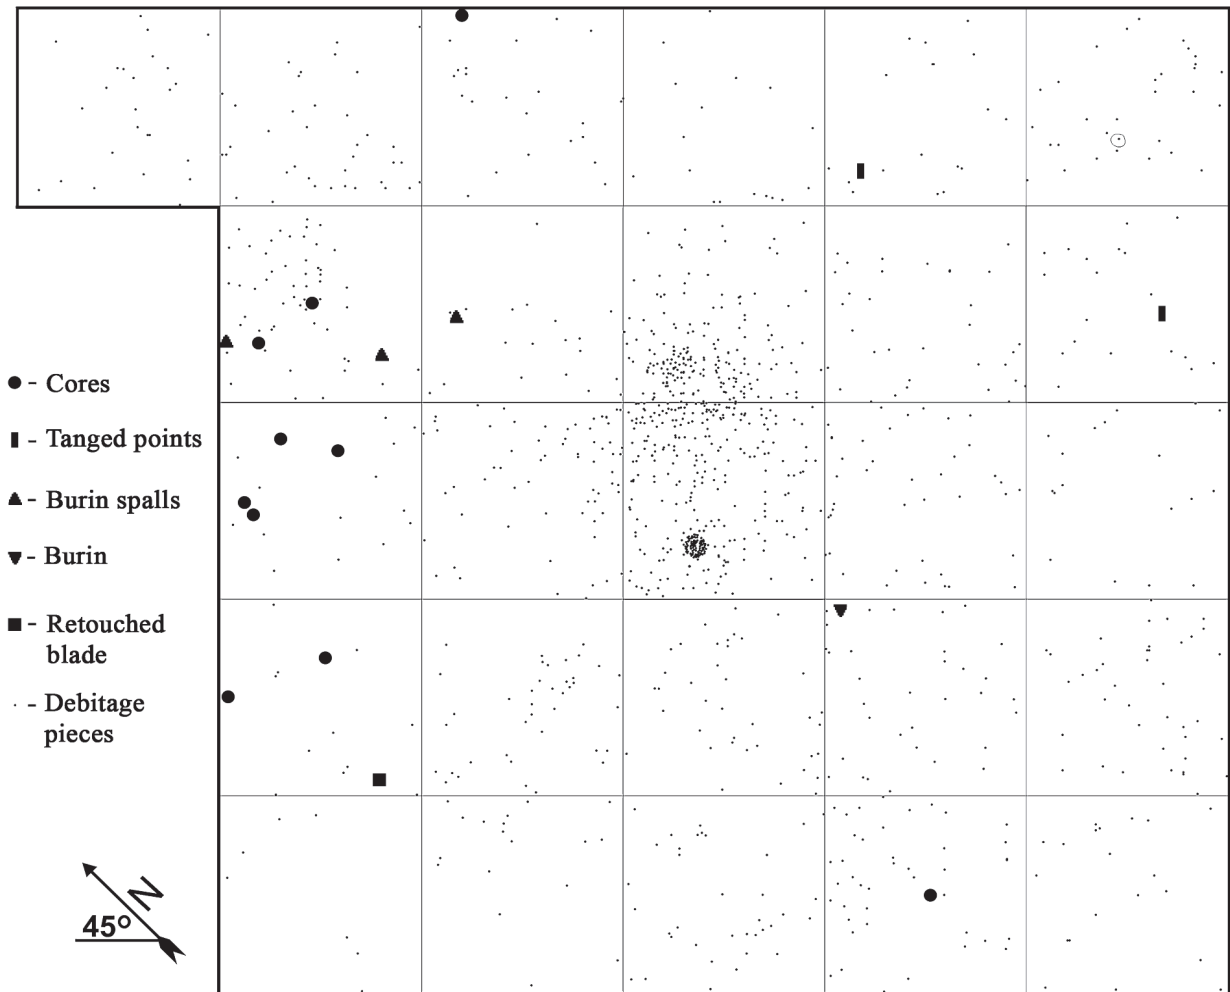 - Cores
- Tanged points
- Burin spalls
- Burin
- Retouched
blade
- Debitage
pieces
N
45°